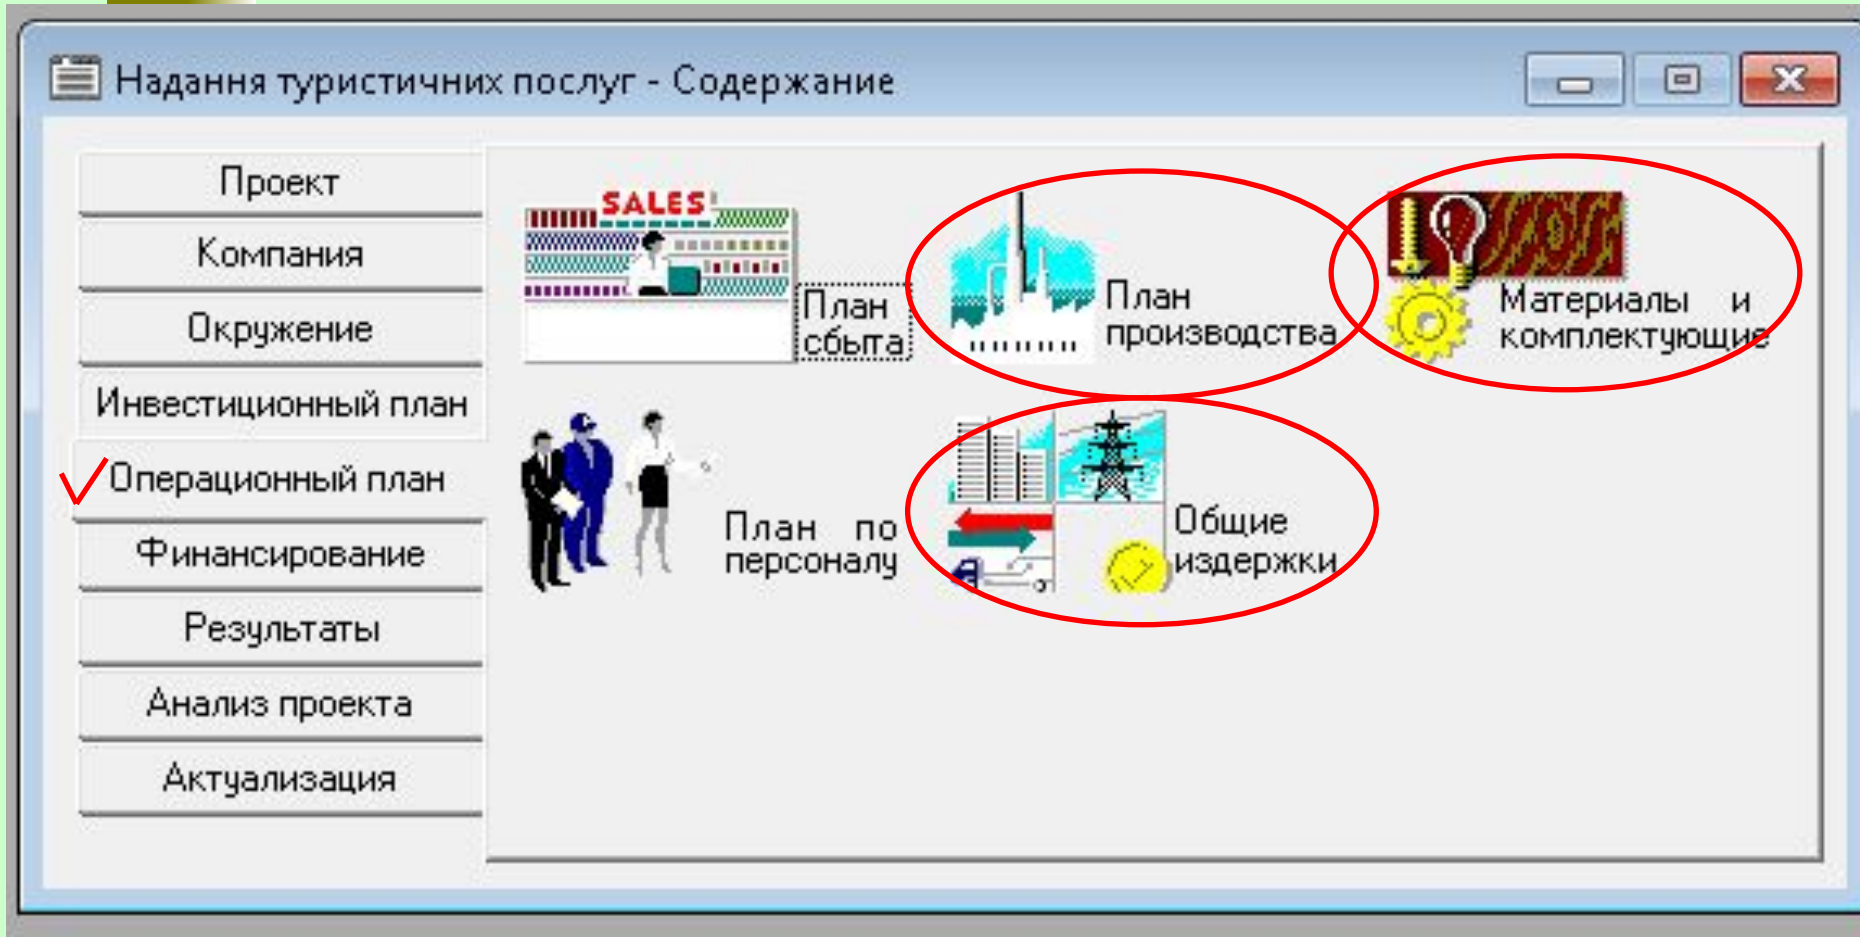 Надання туристичних послуг - Содержание
Проект
Компания
Окружение
Инвестиционный план
Операционный план
Финансирование
Результаты
Анализ проекта
Актуализация
SALES
План
сбыта
План
производства
Материалы и
комплектующие
План по
персоналу
Общие
издержки